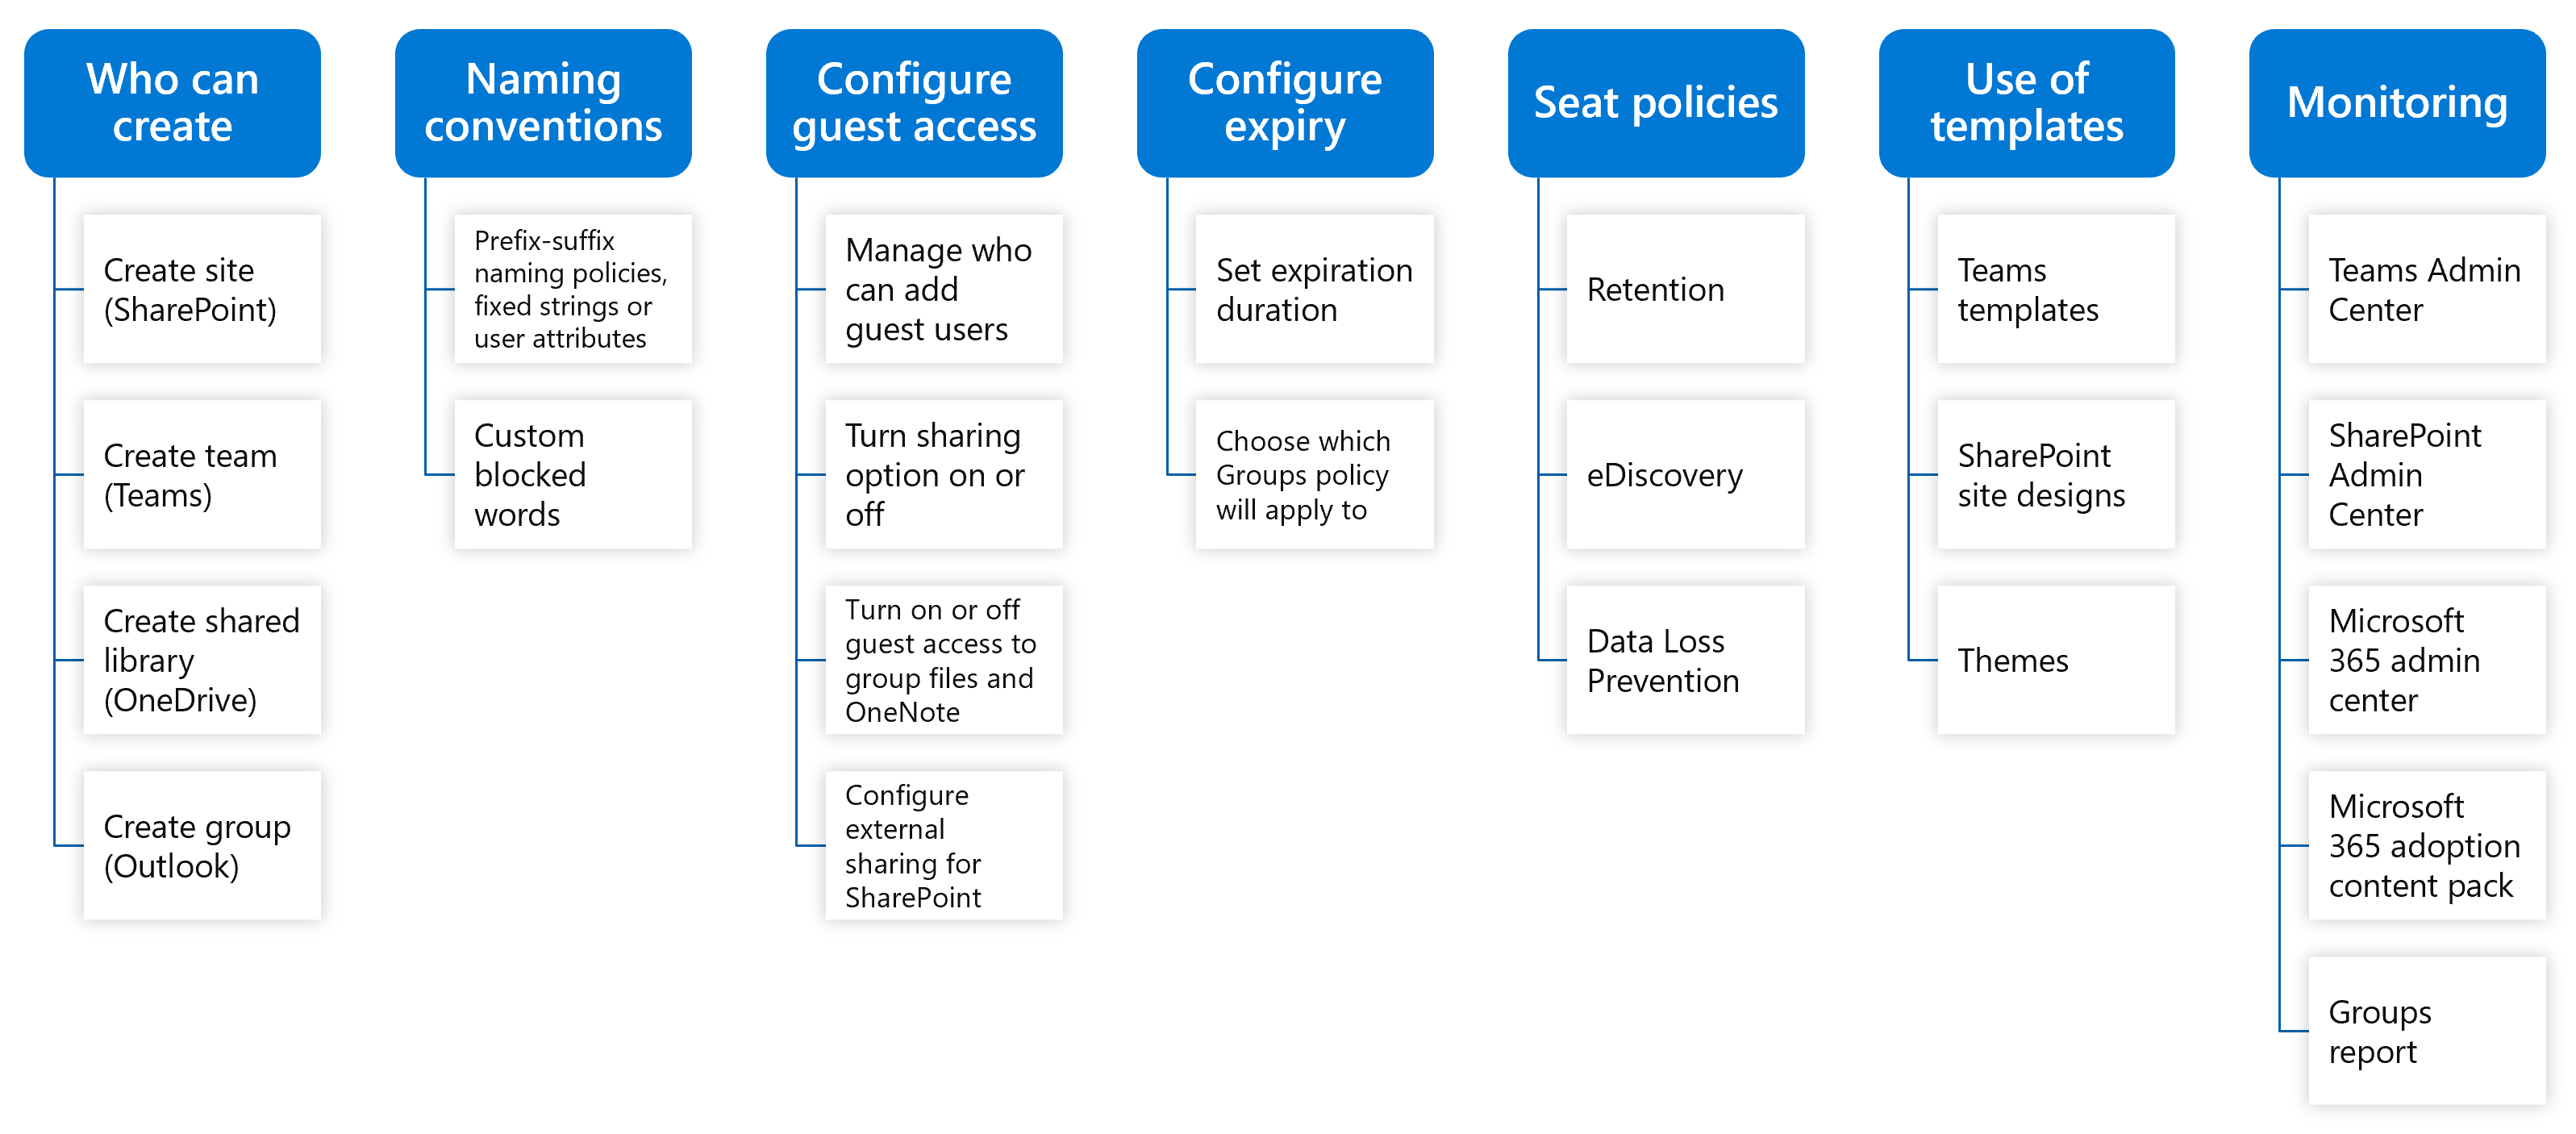 Who can
create
Create site
(SharePoint)
Create team
(Teams)
Create shared
library
(OneDrive)
Create group
(Outlook)
Naming
conventions
Prefix-suffix
naming policies,
fixed strings or
user attributes
Custom
blocked
words
Configure
guest access
Manage who
can add
guest users
Turn sharing
option on or
off
Turn on or off
guest access to
group files and
OneNote
Configure
external
sharing for
SharePoint
Configure
expiry
Set expiration
duration
Choose which
Groups policy
will apply to
Seat policies
Retention
eDiscovery
Data Loss
Prevention
Use of
templates
Teams
templates
SharePoint
site designs
Themes
Monitoring
Teams Admin
Center
SharePoint
Admin
Center
Microsoft
365 admin
center
Microsoft
365 adoption
content pack
Groups
report